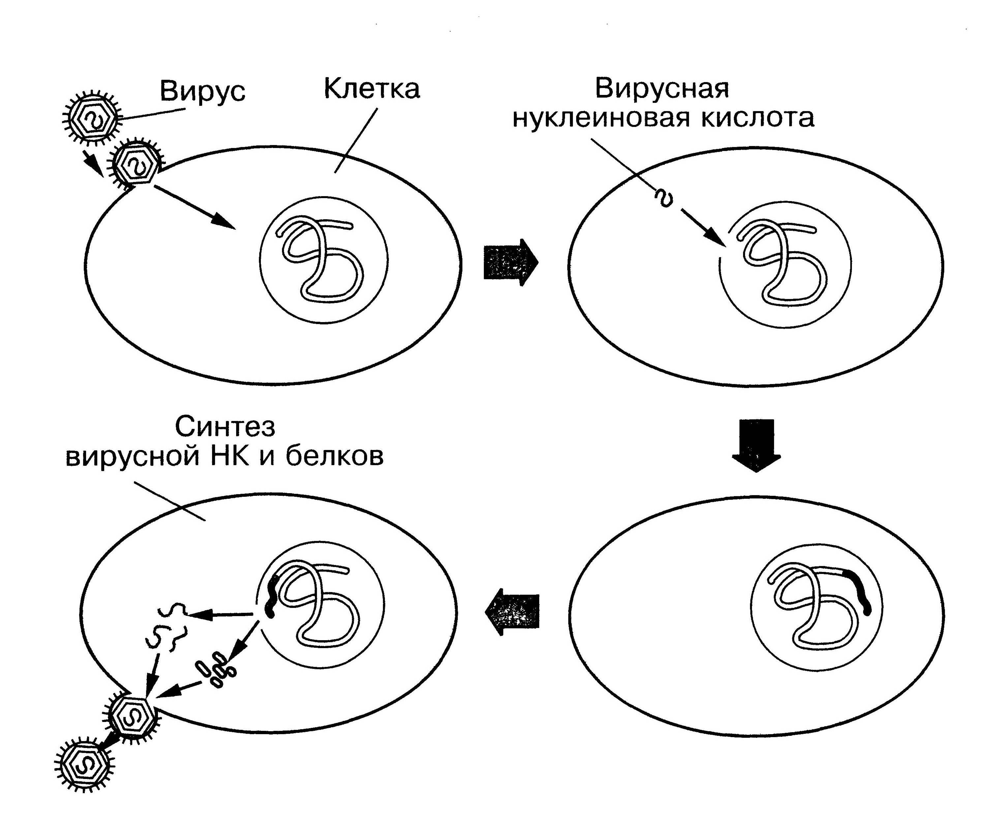 Вирус
Клетка
Вирусная
нуклеиновая кислота
Синтез
вирусной НК и белков